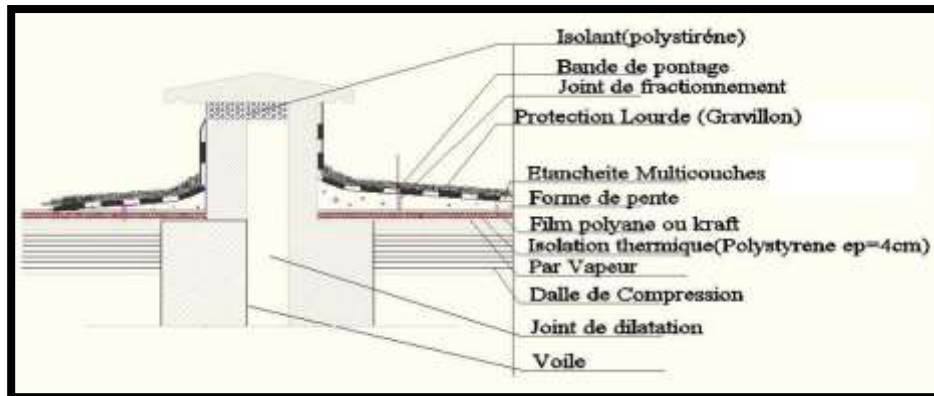 Isolant(polystiréne)
Bande de pontage
Joint de fractionnement
Protection Lourde (Gravillon)
Etancheite Multicouches
Forme de pente
Film polyane ou kraft
Isolation thermique(Polystyrene ep=4cm)
Par Vapeur
Dalle de Compression
Joint de dilatation
Voile